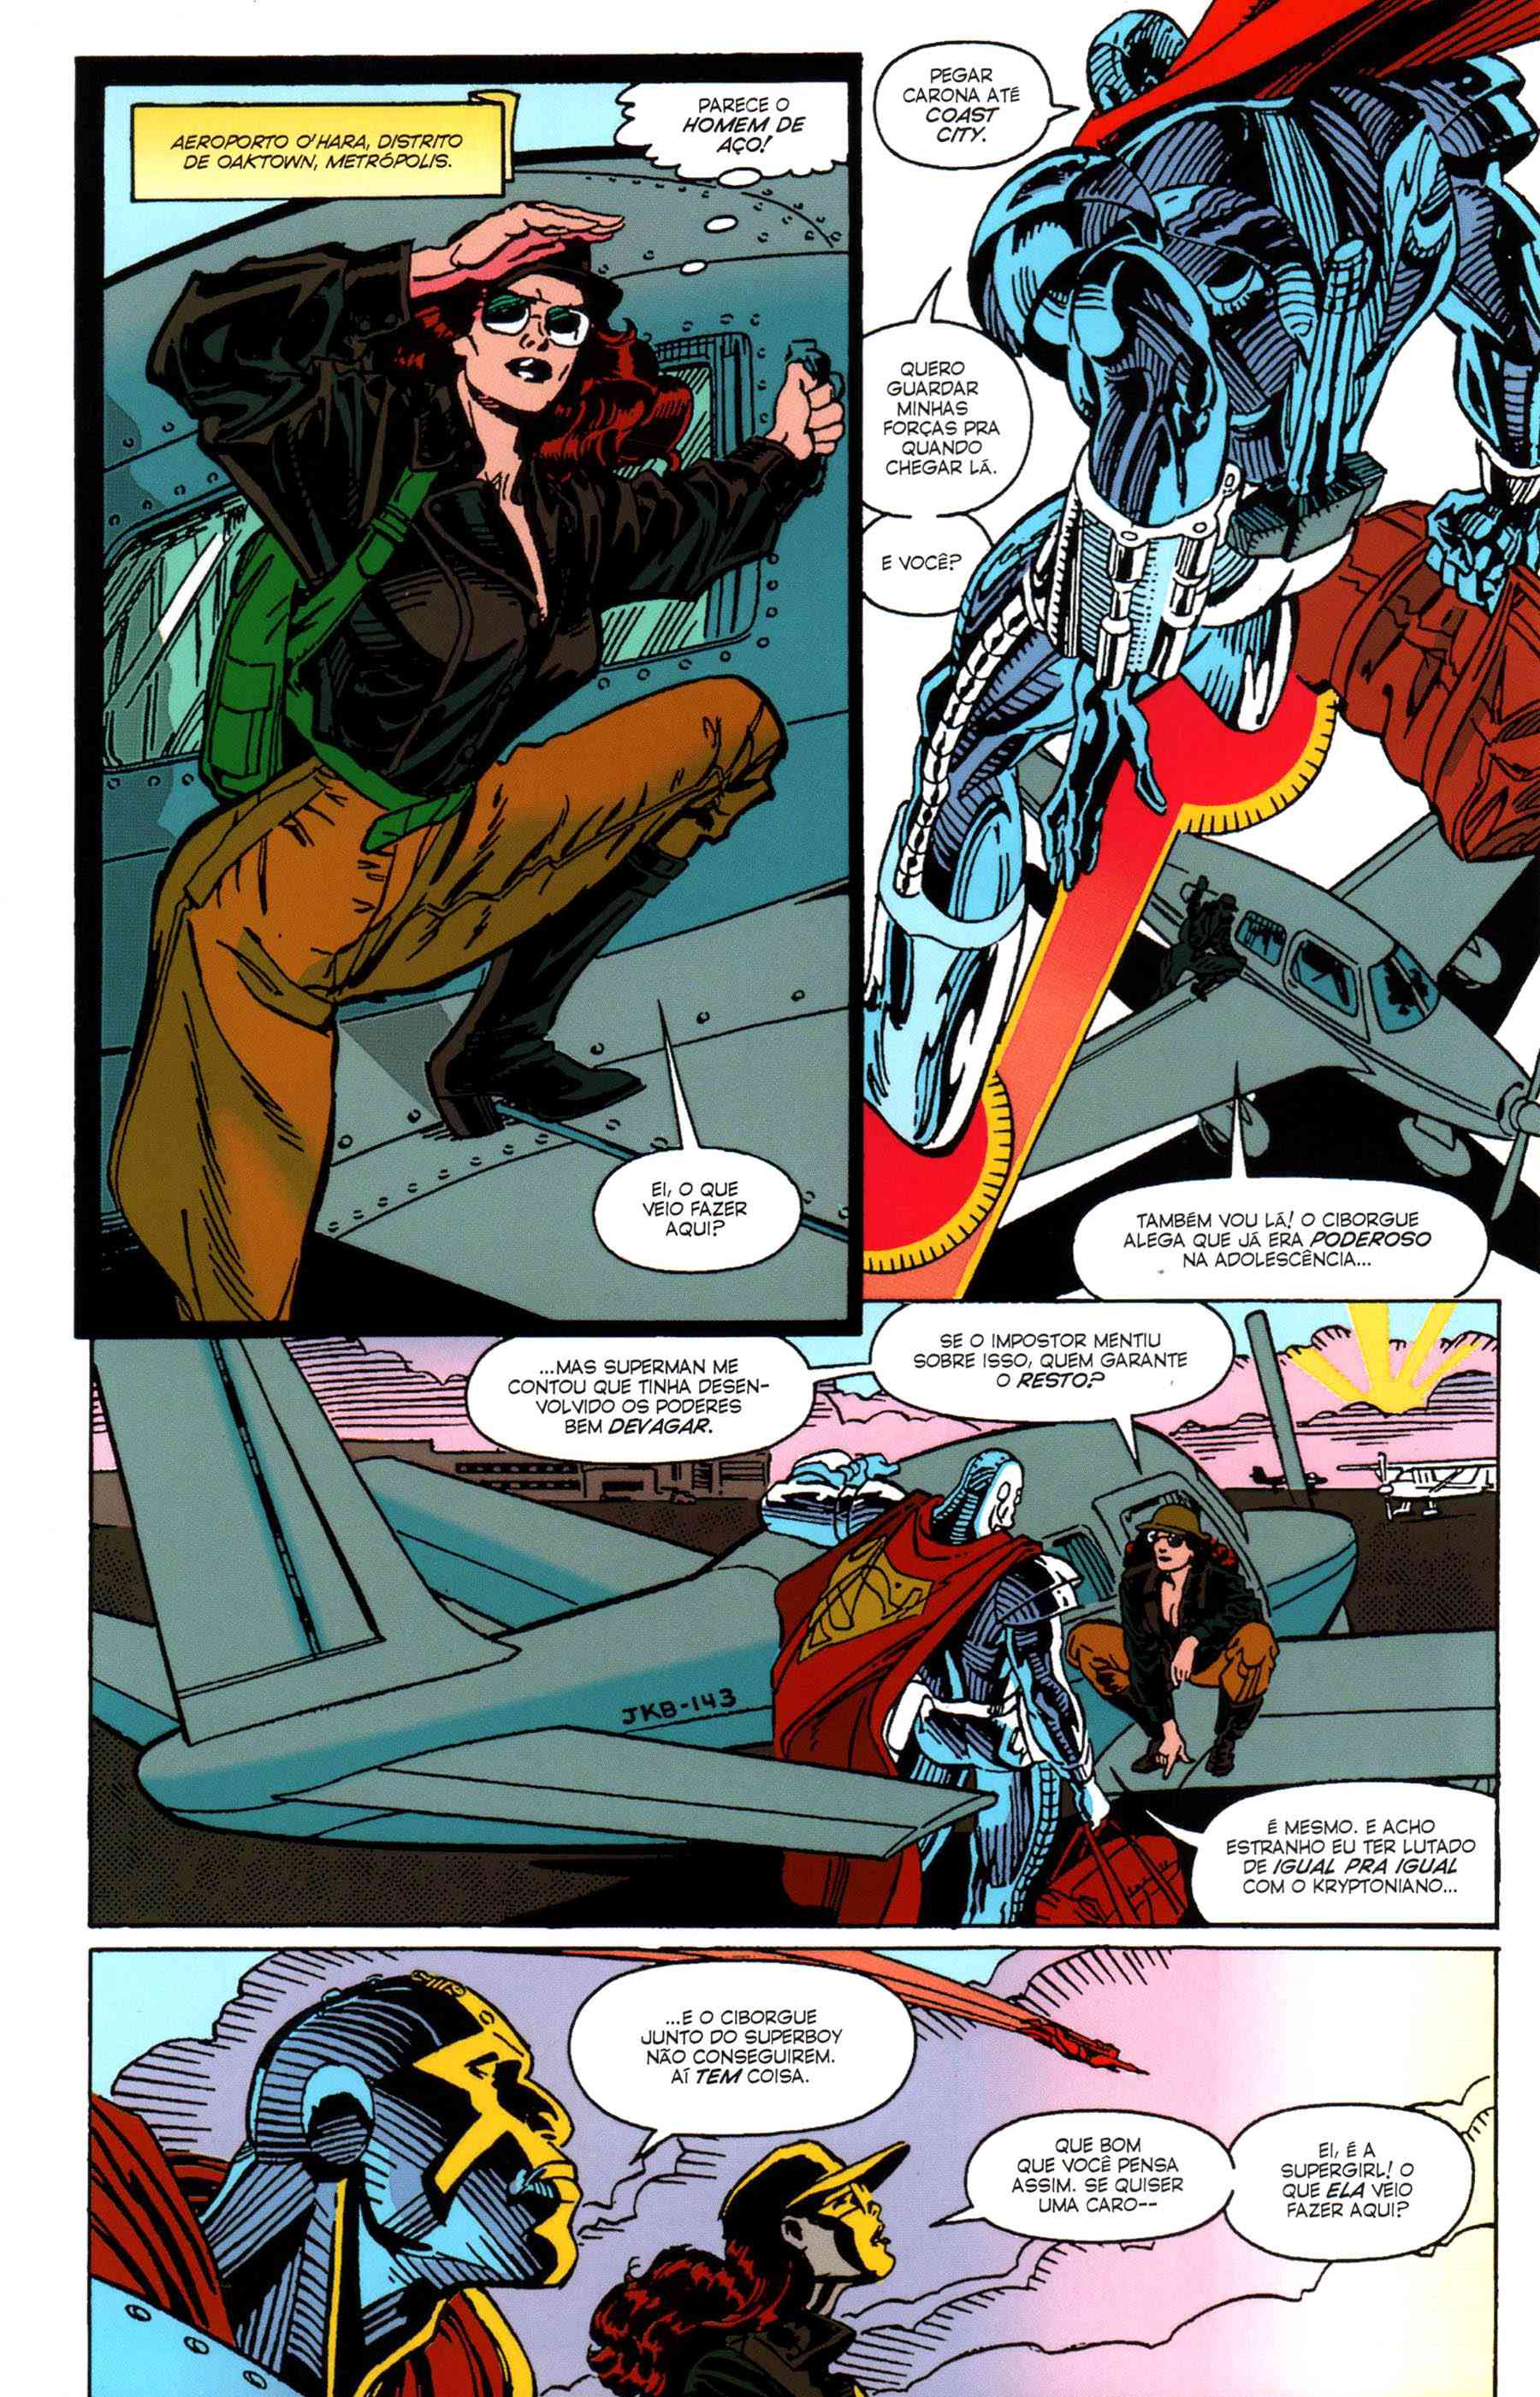 AEROPORTO O'HARA, DISTRITO
DE OAKTOWN, METRÓPOLIS.
PARECE O
HOMEM DE
AÇO!
EI, O QUE
VEIO FAZER
AQUI?
PEGAR
CARONA ATÉ
COAST
CITY.
QUERO
GUARDAR
MINHAS
FORÇAS PRA
QUANDO
CHEGAR LÁ.
E VOCÊ?
TAMBÉM VOU LÁ! O CIBORGUE
ALEGA QUE JÁ ERA PODEROSO
NA ADOLESCÊNCIA...
...MAS SUPERMAN ME
CONTOU QUE TINHA DESEN-
VOLVIDO OS PODERES
BEM DEVAGAR.
SE O IMPOSTOR MENTIU
SOBRE ISSO, QUEM GARANTE
O RESTO?
JKB-143
É MESMO. E ACHO
ESTRANHO EU TER LUTADO
DE IGUAL PRA IGUAL
COM O KRYPTONIANO...
...E O CIBORGUE
JUNTO DO SUPERBOY
NÃO CONSEGUIREM.
AÍ TEM COISA.
QUE BOM
QUE VOCÊ PENSA
ASSIM. SE QUISER
UMA CARO--
EI, É A
SUPERGIRL! O
QUE ELA VEIO
FAZER AQUI?